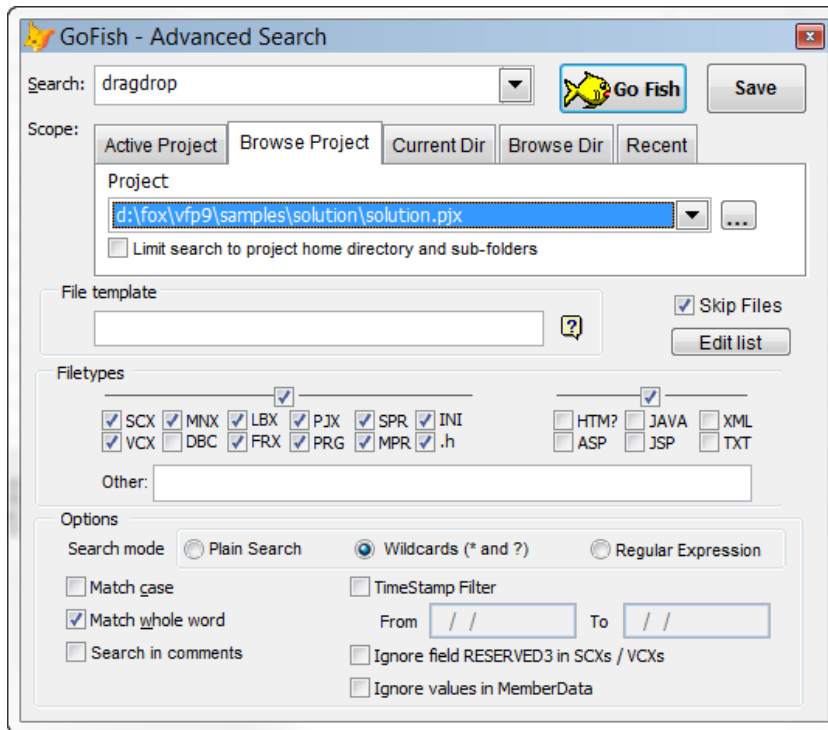 GoFish - Advanced Search
Search: dragdrop Go Fish Save
Scope: Active Project Browse Project Current Dir Browse Dir Recent
Project
d:\fox\vfp9\samples\solution\solution.pjx ...
Limit search to project home directory and sub-folders
File template
Skip Files
?
Edit list
Filetypes
SCX MNX LBX PJX SPR INI HTM? JAVA XML
VCX DBC FRX PRG MPR .h ASP JSP TXT
Other:
Options
Search mode Plain Search Wildcards (* and ?) Regular Expression
Match case TimeStamp Filter
Match whole word From / / To / /
Search in comments Ignore field RESERVED3 in SCXs / VCXs
Ignore values in MemberData